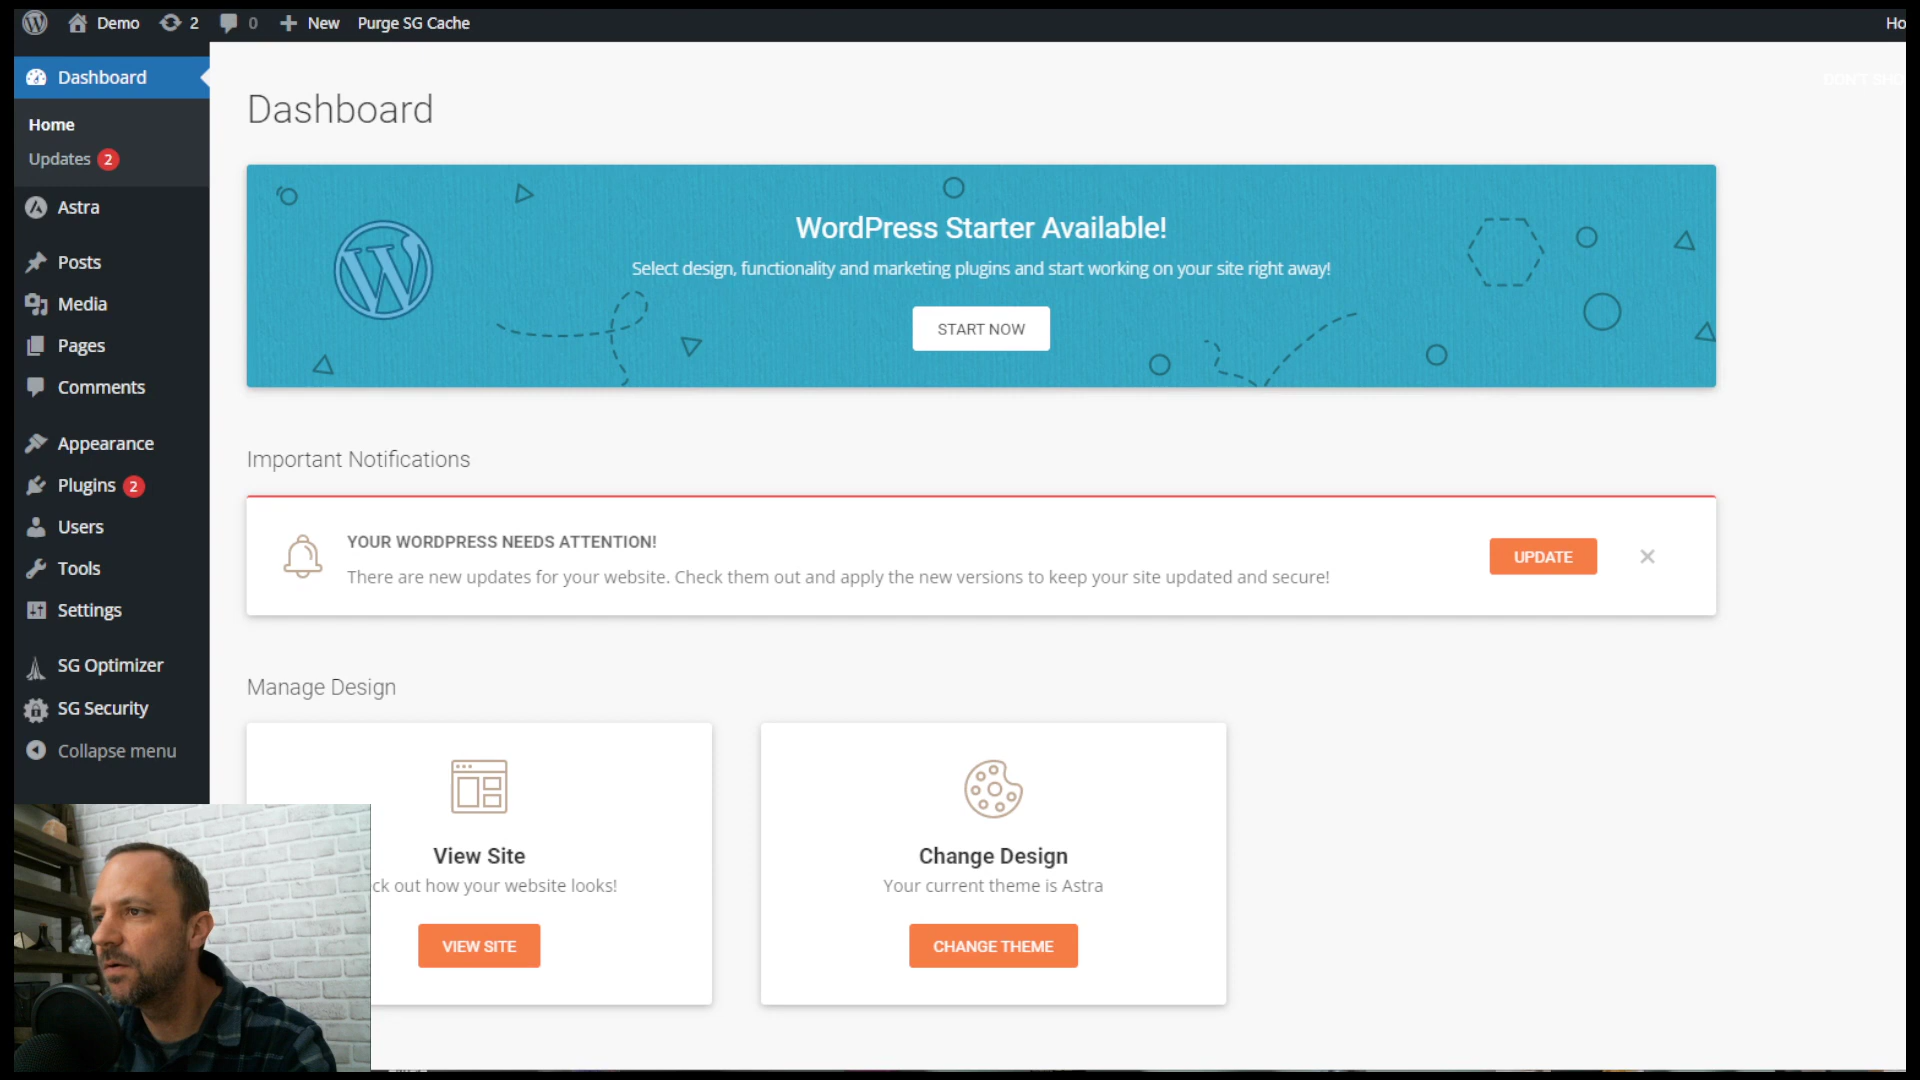 Demo 2 0 New Purge SG Cache
Dashboard
Home
Updates 2
Astra
Posts
Media
Pages
Comments
Appearance
Plugins 2
Users
Tools
Settings
SG Optimizer
SG Security
Collapse menu
Dashboard
WordPress Starter Available!
Select design, functionality and marketing plugins and start working on your site right away!
START NOW
Important Notifications
YOUR WORDPRESS NEEDS ATTENTION!
There are new updates for your website. Check them out and apply the new versions to keep your site updated and secure!
UPDATE
Manage Design
View Site
out how your website looks!
VIEW SITE
Change Design
Your current theme is Astra
CHANGE THEME